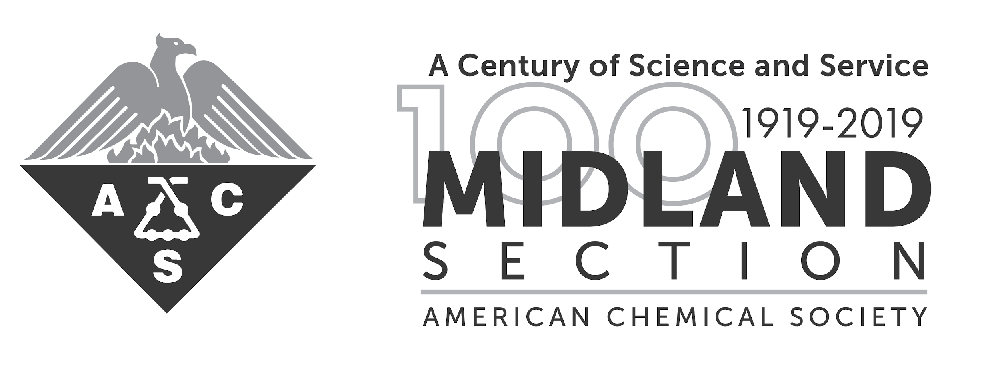 A C
S
A Century of Science and Service
100
1919-2019
MIDLAND
SECTION
AMERICAN CHEMICAL SOCIETY